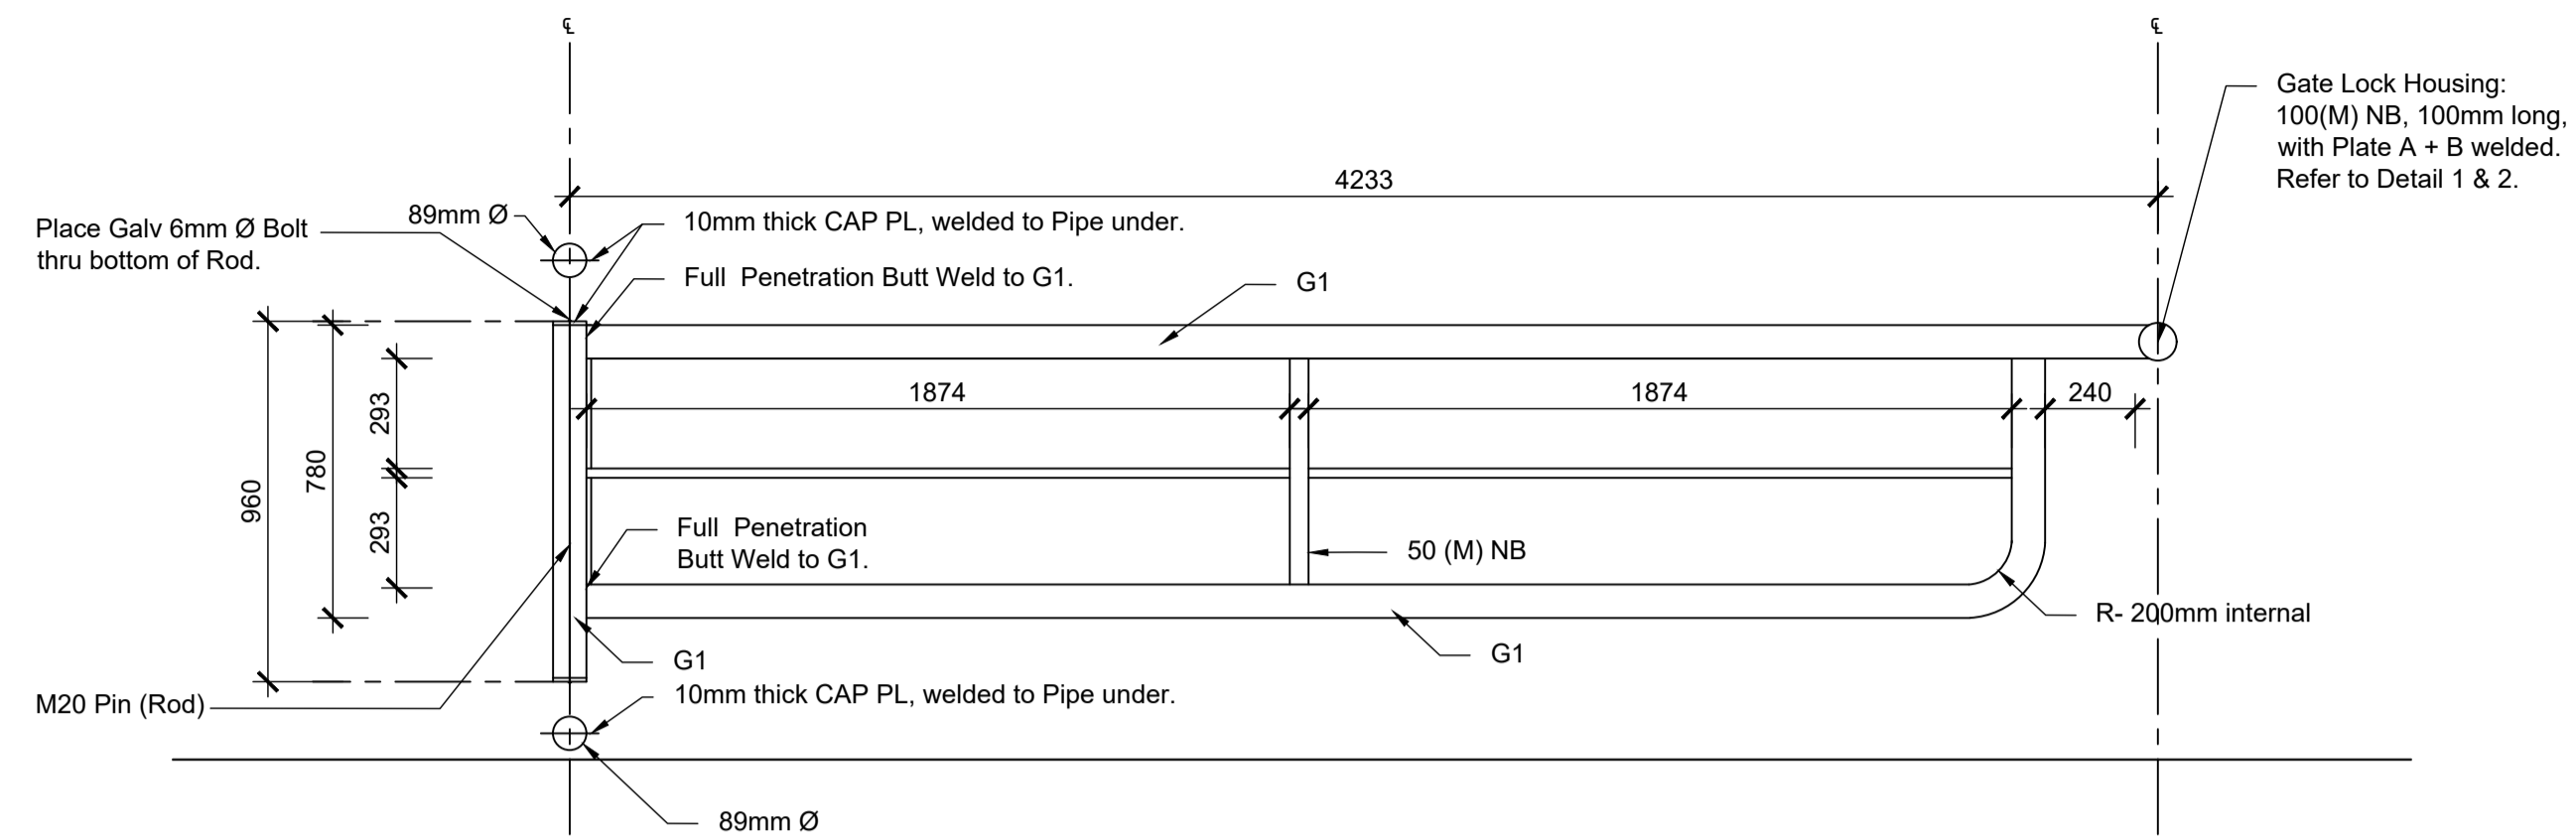 ℄
℄
Gate Lock Housing:
100(M) NB, 100mm long,
with Plate A + B welded.
Refer to Detail 1 & 2.
4233
89mm Ø
10mm thick CAP PL, welded to Pipe under.
Place Galv 6mm Ø Bolt
thru bottom of Rod.
Full Penetration Butt Weld to G1.
G1
1874
1874
240
293
780
960
293
Full Penetration
Butt Weld to G1.
50 (M) NB
R- 200mm internal
G1
G1
10mm thick CAP PL, welded to Pipe under.
M20 Pin (Rod)
89mm Ø